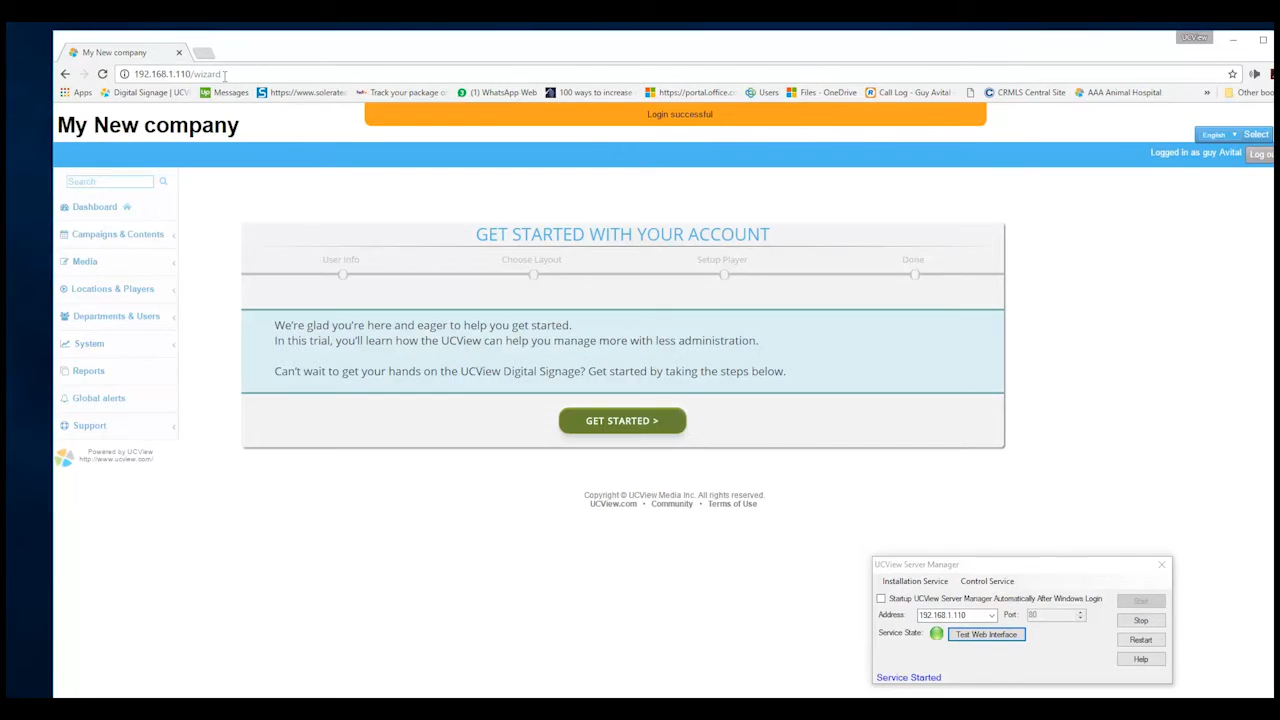 UCView
My New company
192.168.1.110/wizard
Apps
Digital Signage | UC
Messages
https://www.solerate
Track your package o
(1) WhatsApp Web
100 ways to increase
https://portal.office.c
Users
Files - OneDrive
Call Log - Guy Avital
CRMLS Central Site
AAA Animal Hospital
»
Other boo
Login successful
My New company
English
Select
Logged in as guy Avital
Log ou
Search
Dashboard
Campaigns & Contents
Media
Locations & Players
Departments & Users
System
Reports
Global alerts
Support
Powered by UCView
http://www.ucview.com/
GET STARTED WITH YOUR ACCOUNT
User Info
Choose Layout
Setup Player
Done
We're glad you're here and eager to help you get started.
In this trial, you'll learn how the UCView can help you manage more with less administration.
Can't wait to get your hands on the UCView Digital Signage? Get started by taking the steps below.
GET STARTED >
Copyright © UCView Media Inc. All rights reserved.
UCView.com • Community • Terms of Use
UCView Server Manager
Installation Service
Control Service
Startup UCView Server Manager Automatically After Windows Login
Start
Address:
192.168.1.110
Port:
80
Stop
Service State:
Test Web Interface
Restart
Help
Service Started